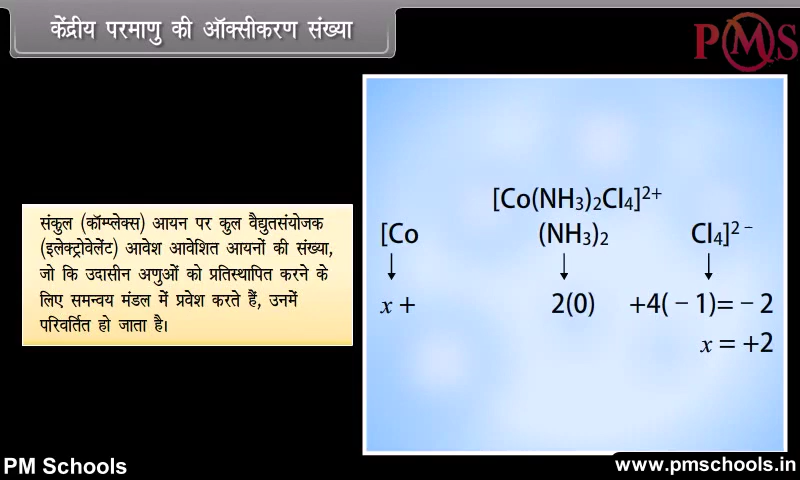 केंद्रीय परमाणु की ऑक्सीकरण संख्या
PMS
संकुल (कॉम्प्लेक्स) आयन पर कुल वैद्युतसंयोजक
(इलेक्ट्रोवेलेंट) आवेश आवेशित आयनों की संख्या,
जो कि उदासीन अणुओं को प्रतिस्थापित करने के
लिए समन्वय मंडल में प्रवेश करते हैं, उनमें
परिवर्तित हो जाता है।
[Co(NH₃)₂Cl₄]²⁺
[Co (NH₃)₂ Cl₄]²⁻
↓ ↓ ↓
x + 2(0) +4(−1)= −2
x = +2
PM Schools
www.pmschools.in